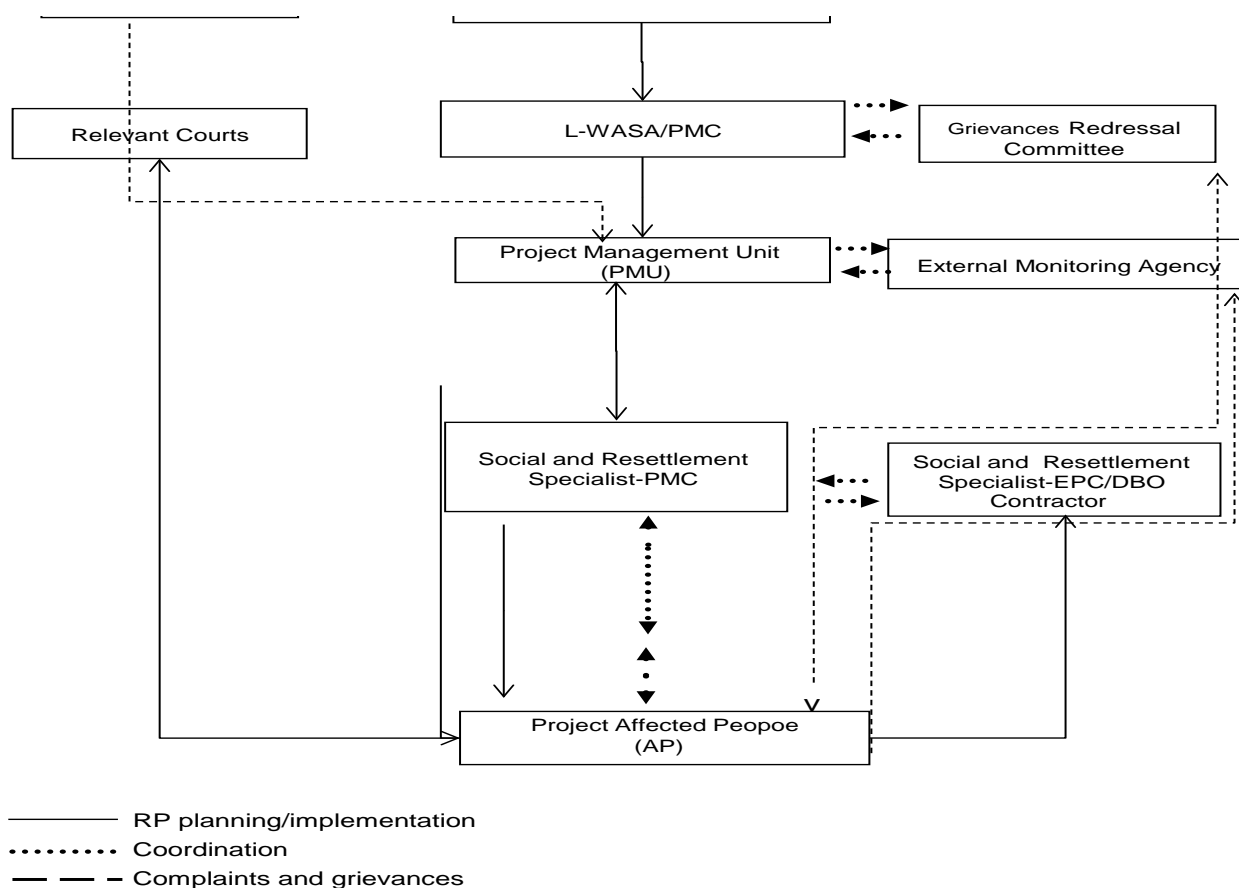 Relevant Courts
L-WASA/PMC
Grievances Redressal
Committee
Project Management Unit
(PMU)
External Monitoring Agency
Social and Resettlement
Specialist-PMC
Social and Resettlement
Specialist-EPC/DBO
Contractor
Project Affected Peopoe
(AP)
RP planning/implementation
Coordination
Complaints and grievances